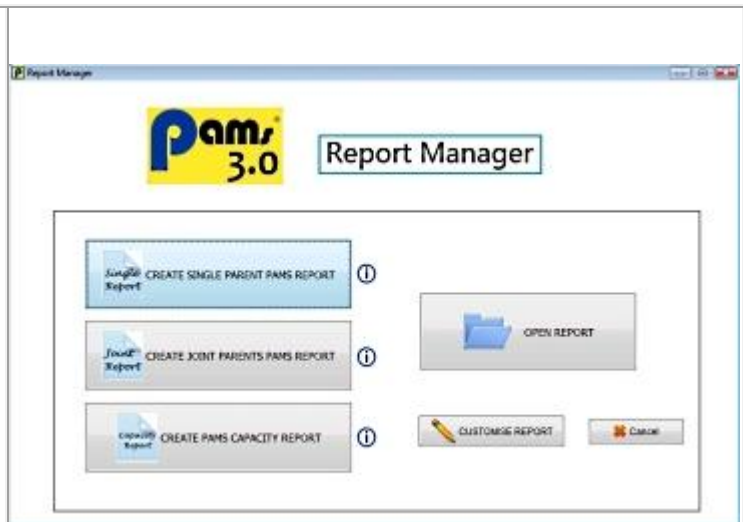 Report Manager
Pams
3.0
Report Manager
Single
Report
CREATE SINGLE PARENT PAMS REPORT
Joint
Report
CREATE JOINT PARENTS PAMS REPORT
Capacity
Report
CREATE PAMS CAPACITY REPORT
OPEN REPORT
CUSTOMISE REPORT
Cancel